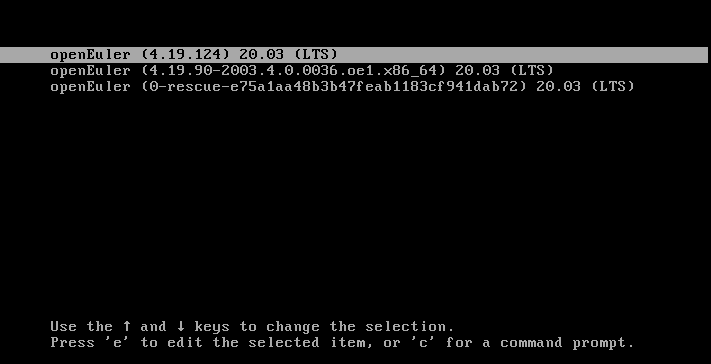 openEuler (4.19.124) 20.03 (LTS)
openEuler (4.19.90-2003.4.0.0036.oe1.x86_64) 20.03 (LTS)
openEuler (0-rescue-e75a1aa48b3b47feab1183cf941dab72) 20.03 (LTS)
Use the ↑ and ↓ keys to change the selection.
Press 'e' to edit the selected item, or 'c' for a command prompt.